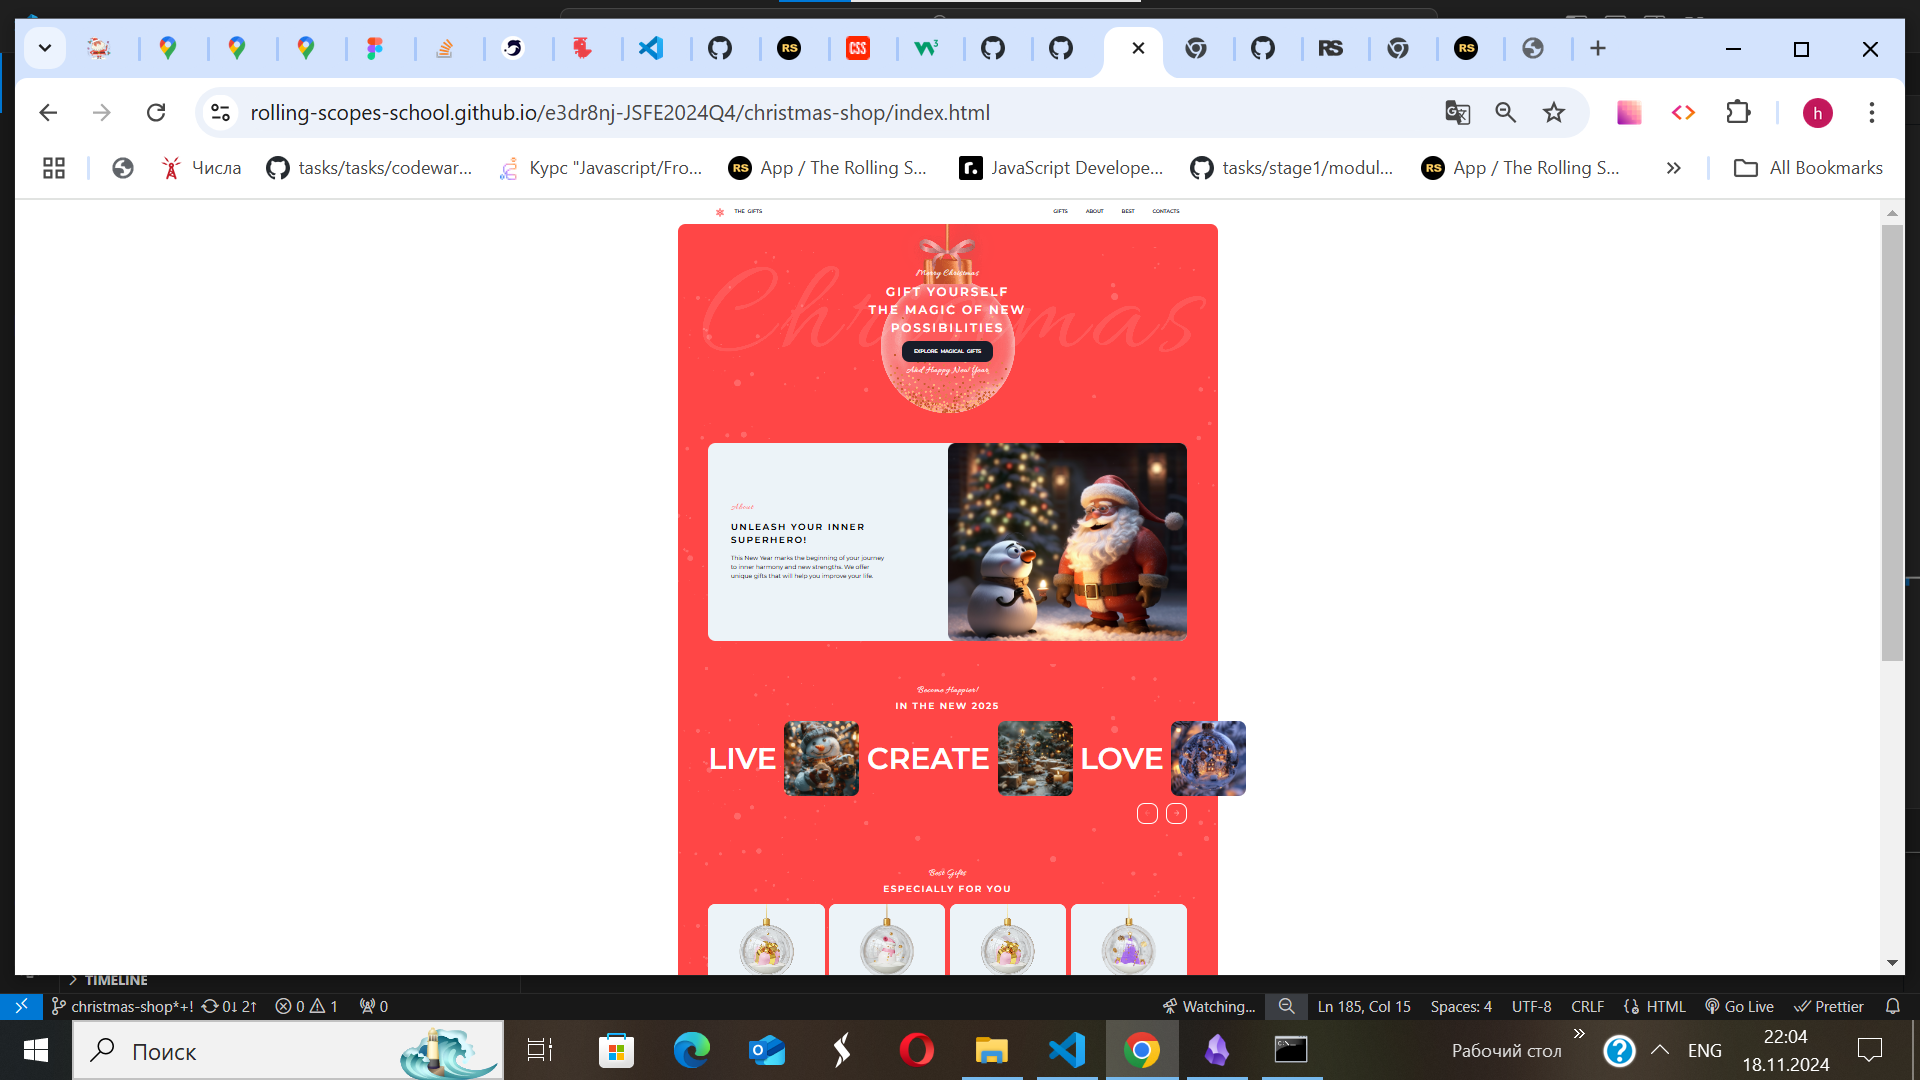 rolling-scopes-school.github.io/e3dr8nj-JSFE2024Q4/christmas-shop/index.html
h
Числа
tasks/tasks/codewar...
Курс "Javascript/Fro...
App / The Rolling S...
JavaScript Develope...
tasks/stage1/modul...
App / The Rolling S...
All Bookmarks
THE GIFTS
GIFTS
ABOUT
BEST
CONTACTS
Christmas
Merry Christmas
GIFT YOURSELF
THE MAGIC OF NEW
POSSIBILITIES
EXPLORE MAGICAL GIFTS
And Happy New Year
About
UNLEASH YOUR INNER
SUPERHERO!
This New Year marks the beginning of your journey
to inner harmony and new strengths. We offer
unique gifts that will help you improve your life.
Become Happier!
IN THE NEW 2025
LIVE
CREATE
LOVE
Best Gifts
ESPECIALLY FOR YOU
TIMELINE
christmas-shop*+!
0↓ 2↑
0
1
0
Watching...
Ln 185, Col 15
Spaces: 4
UTF-8
CRLF
HTML
Go Live
Prettier
Поиск
Рабочий стол
ENG
22:04
18.11.2024